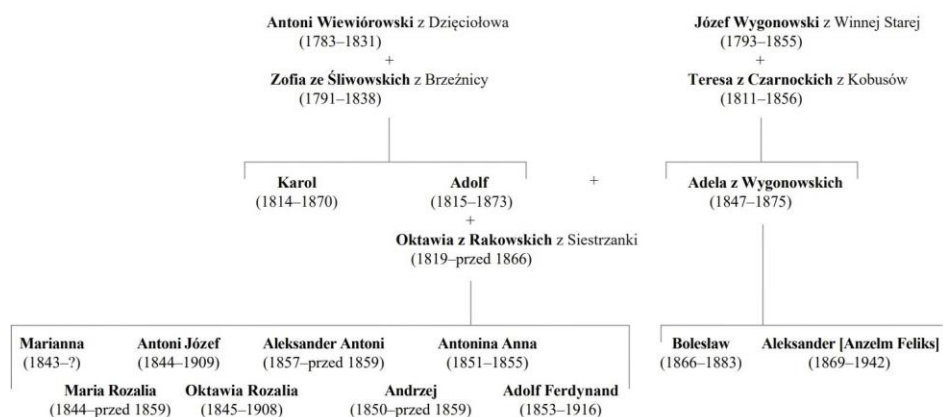 Antoni Wiewiórowski z Dzięciołowa
(1783–1831)
+
Zofia ze Śliwowskich z Brzeźnicy
(1791–1838)
Józef Wygonowski z Winnej Starej
(1793–1855)
+
Teresa z Czarnockich z Kobusów
(1811–1856)
Karol
(1814–1870)
Adolf
(1815–1873)
+
Adela z Wygonowskich
(1847–1875)
+
Oktawia z Rakowskich z Siestrzanki
(1819–przed 1866)
Marianna
(1843–?)
Antoni Józef
(1844–1909)
Aleksander Antoni
(1857–przed 1859)
Antonina Anna
(1851–1855)
Maria Rozalia
(1844–przed 1859)
Oktawia Rozalia
(1845–1908)
Andrzej
(1850–przed 1859)
Adolf Ferdynand
(1853–1916)
Bolesław
(1866–1883)
Aleksander [Anzelm Feliks]
(1869–1942)